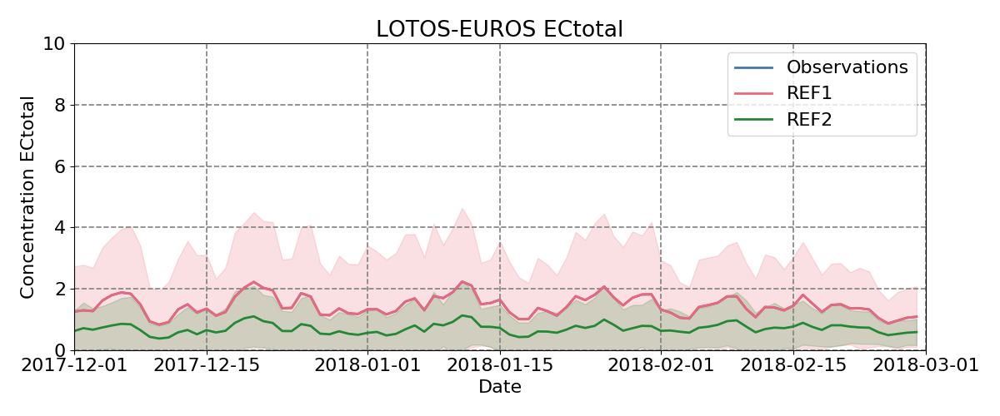 LOTOS-EUROS ECtotal
Concentration ECtotal
10
8
6
4
2
0
Observations
REF1
REF2
2017-12-01 2017-12-15 2018-01-01 2018-01-15 2018-02-01 2018-02-15 2018-03-01
Date